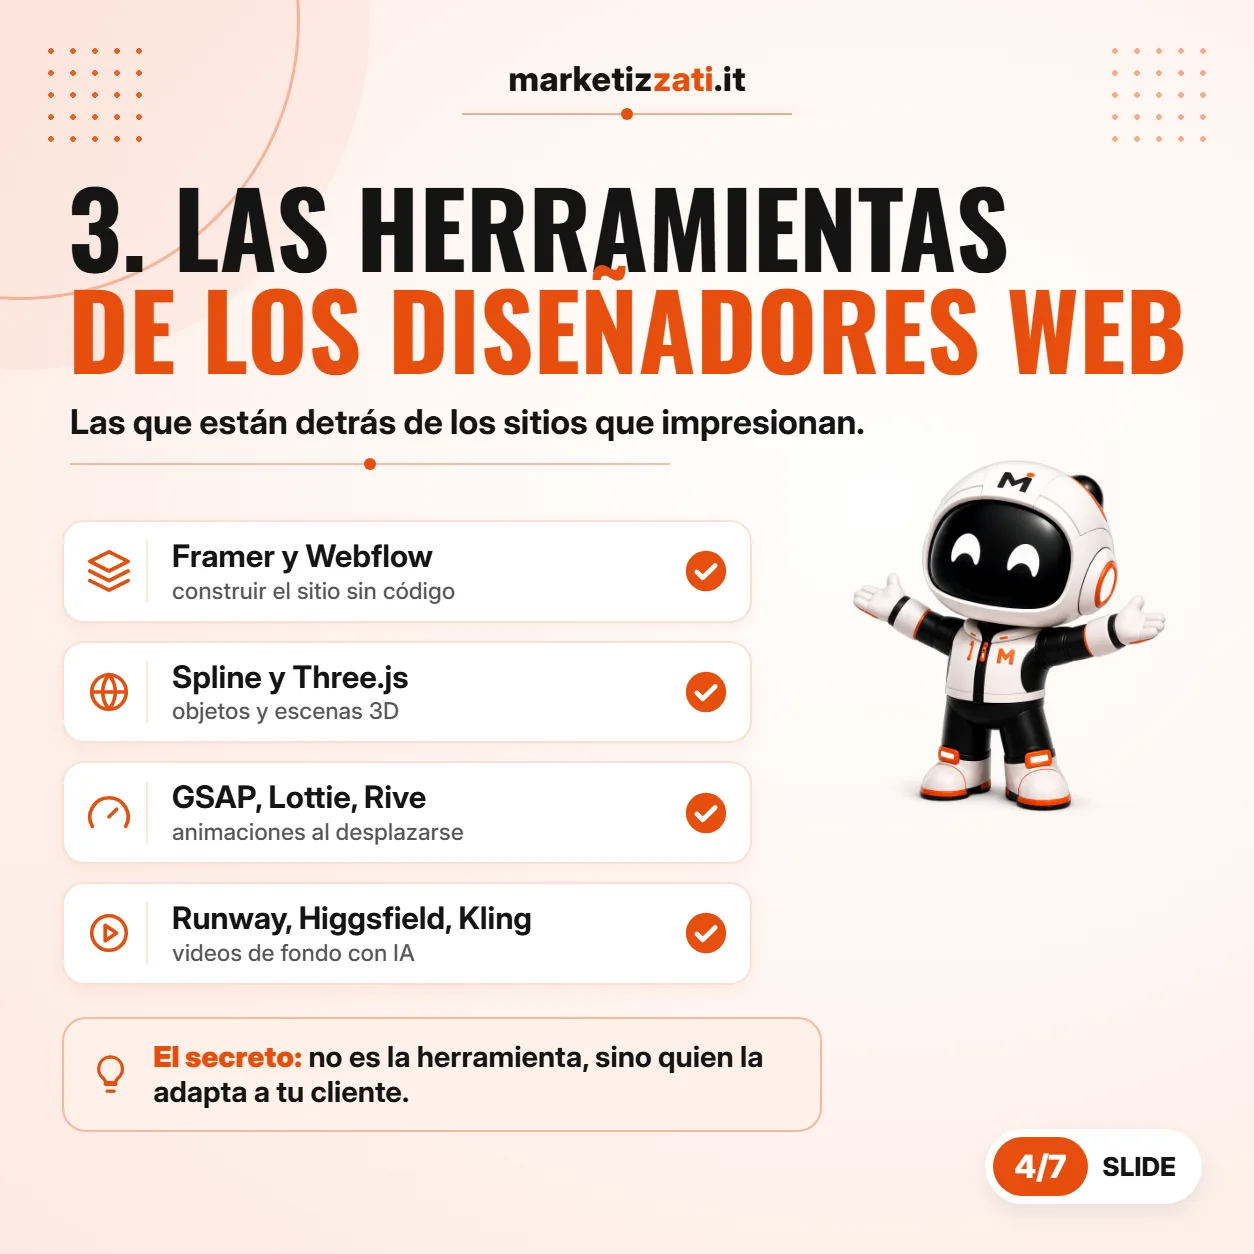 marketizzati.it
3. LAS HERRAMIENTAS
DE LOS DISEÑADORES WEB
Las que están detrás de los sitios que impresionan.
Framer y Webflow
construir el sitio sin código
Spline y Three.js
objetos y escenas 3D
GSAP, Lottie, Rive
animaciones al desplazarse
Runway, Higgsfield, Kling
videos de fondo con IA
El secreto: no es la herramienta, sino quien la
adapta a tu cliente.
4/7 SLIDE